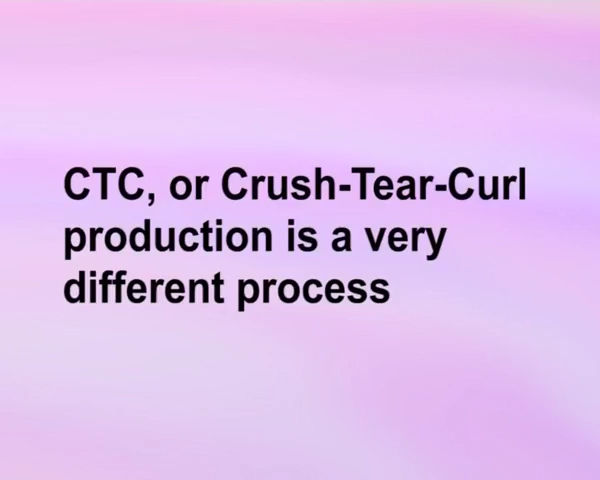 CTC, or Crush-Tear-Curl
production is a very
different process